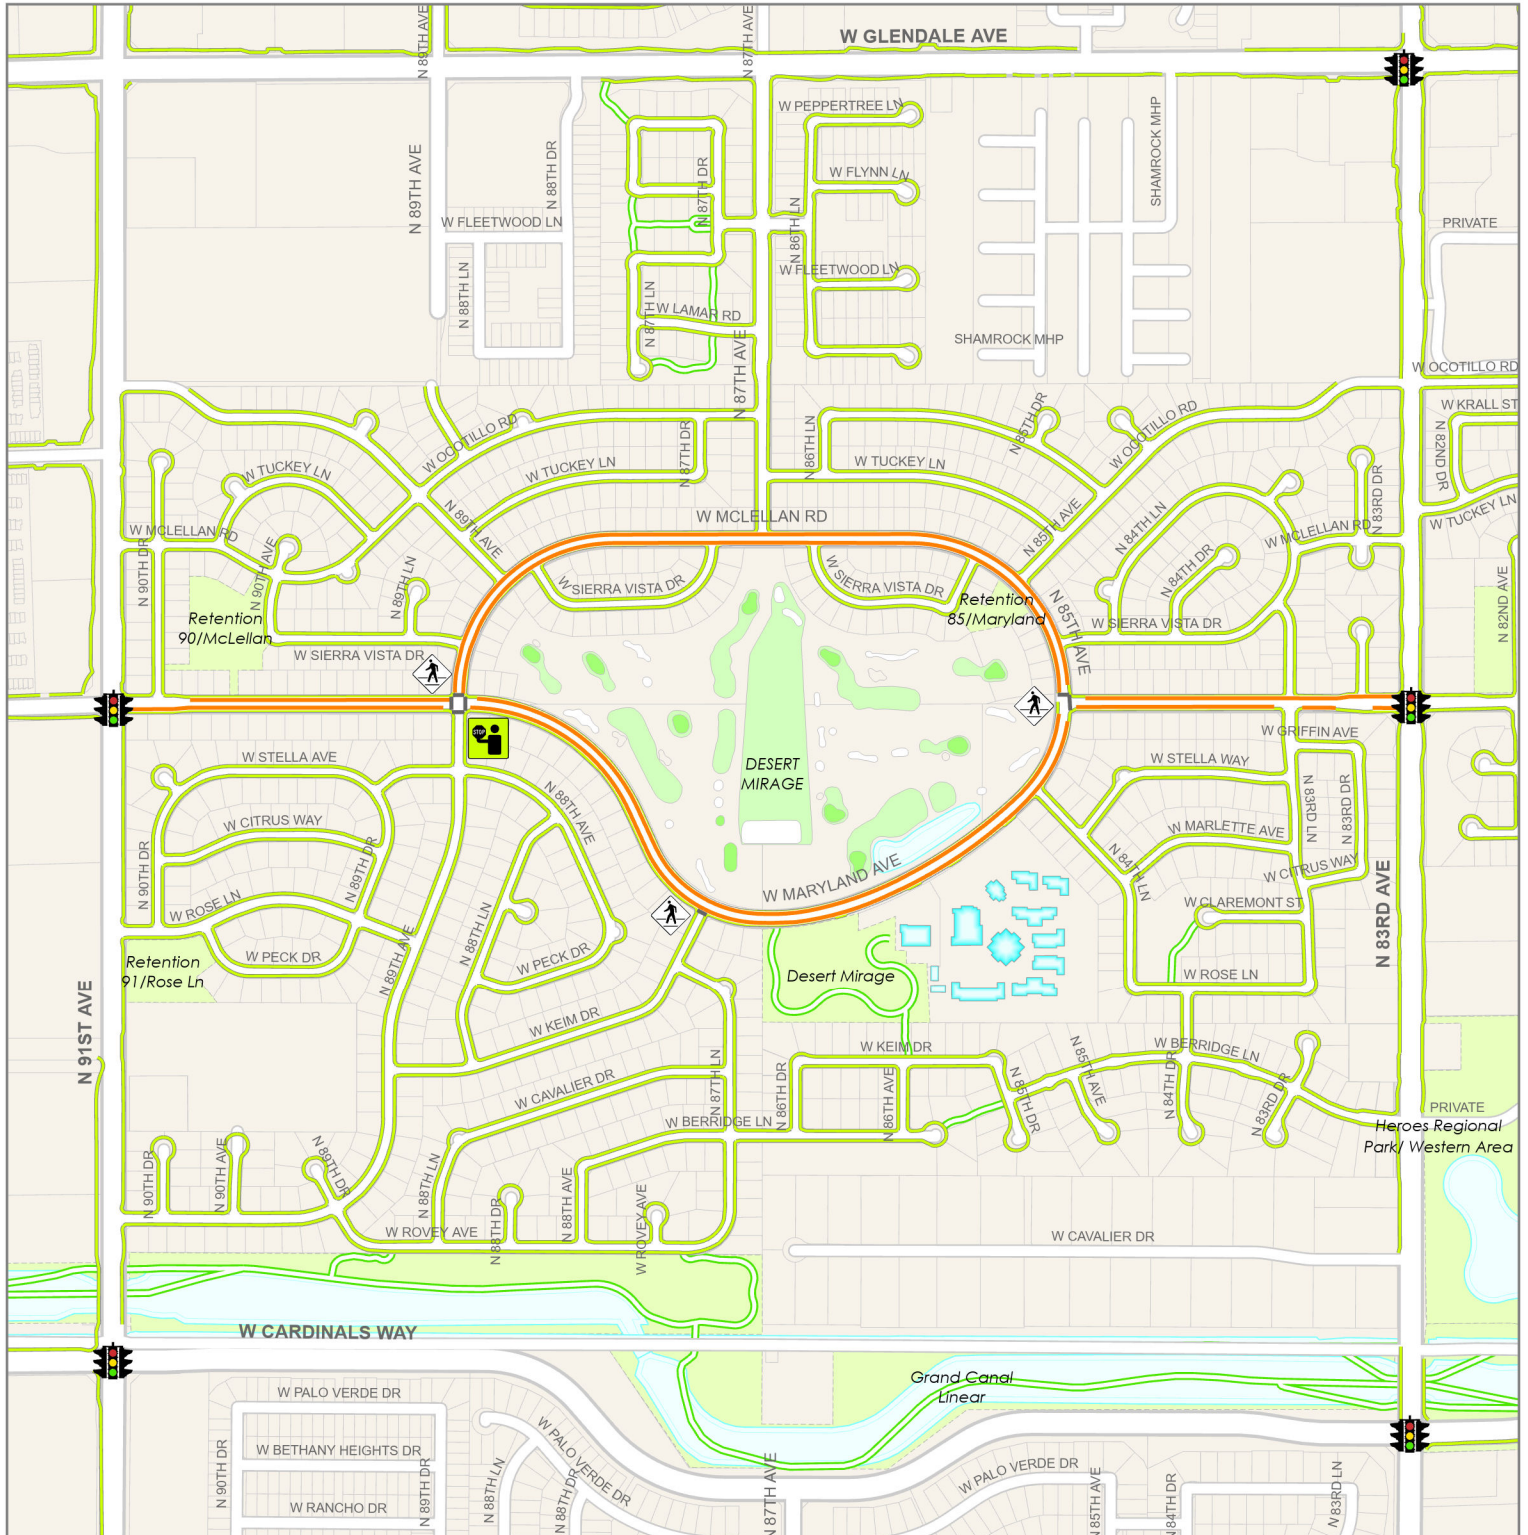 N 89TH AVE
N 87TH AVE
W GLENDALE AVE
W PEPPERTREE LN
SHAMROCK MHP
N 89TH AVE
N 88TH DR
N 87TH DR
W FLYNN LN
W FLEETWOOD LN
N 86TH LN
PRIVATE
N 88TH LN
N 87TH LN
W FLEETWOOD LN
W LAMAR RD
SHAMROCK MHP
N 87TH AVE
W OCOTILLO RD
W KRALL ST
W OCOTILLO RD
N 85TH DR
W OCOTILLO RD
N 82ND DR
W TUCKEY LN
W TUCKEY LN
N 87TH DR
N 86TH LN
W TUCKEY LN
N 83RD DR
W TUCKEY LN
W MCLELLAN RD
N 89TH AVE
W MCLELLAN RD
N 85TH AVE
N 84TH LN
W MCLELLAN RD
N 90TH DR
N 90TH AVE
N 89TH LN
W SIERRA VISTA DR
W SIERRA VISTA DR
N 84TH DR
N 82ND AVE
Retention
90/McLellan
Retention
85/Maryland
N 85TH AVE
W SIERRA VISTA DR
W SIERRA VISTA DR
STOP
W STELLA AVE
W GRIFFIN AVE
W STELLA WAY
DESERT
MIRAGE
N 88TH AVE
N 83RD LN
N 83RD DR
W CITRUS WAY
W MARLETTE AVE
N 90TH DR
N 89TH DR
W MARYLAND AVE
N 84TH LN
W CITRUS WAY
W ROSE LN
W CLAREMONT ST
N 83RD AVE
N 88TH LN
W PECK DR
W PECK DR
N 89TH AVE
Retention
91/Rose Ln
Desert Mirage
W ROSE LN
N 91ST AVE
W KEIM DR
W KEIM DR
W BERRIDGE LN
N 85TH AVE
W CAVALIER DR
N 87TH LN
N 86TH DR
N 86TH AVE
N 85TH DR
N 84TH DR
N 83RD DR
W BERRIDGE LN
PRIVATE
Heroes Regional
Park/ Western Area
N 90TH DR
N 90TH AVE
N 89TH DR
N 88TH LN
N 88TH DR
N 88TH AVE
W ROVEY AVE
W ROVEY AVE
W CAVALIER DR
W CARDINALS WAY
Grand Canal
Linear
W PALO VERDE DR
W BETHANY HEIGHTS DR
W RANCHO DR
N 90TH DR
N 89TH DR
N 88TH LN
W PALO VERDE DR
N 88TH DR
N 87TH AVE
W PALO VERDE DR
85TH AVE
84TH DR
N 83RD LN